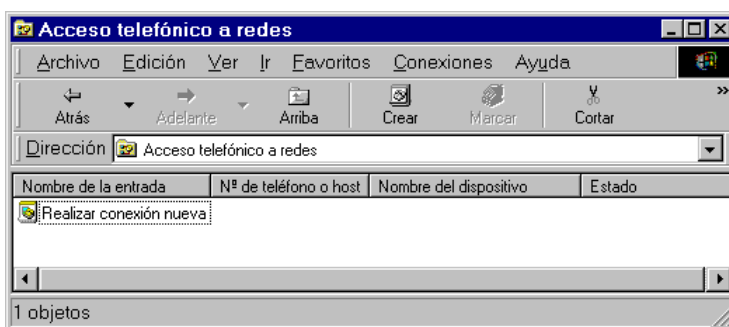 Acceso telefónico a redes
Archivo Edición Ver Ir Favoritos Conexiones Ayuda
Atrás Adelante Arriba Crear Marcar Cortar »
Dirección Acceso telefónico a redes
Nombre de la entrada Nº de teléfono o host Nombre del dispositivo Estado
Realizar conexión nueva
1 objetos